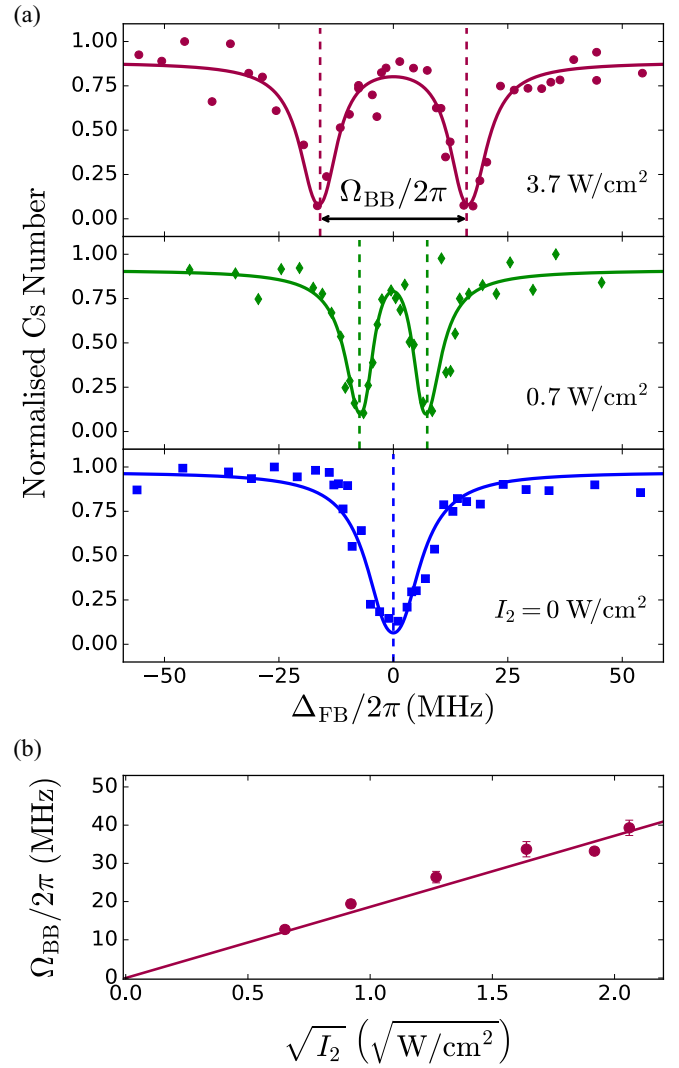 (a)
1.00
0.75
0.50
0.25
0.00
Ω_BB/2π
3.7 W/cm²
1.00
0.75
0.50
0.25
0.00
0.7 W/cm²
1.00
0.75
0.50
0.25
0.00
I₂ = 0 W/cm²
Normalised Cs Number
−50 −25 0 25 50
Δ_FB/2π (MHz)
(b)
50
40
30
20
10
0
Ω_BB/2π (MHz)
0.0 0.5 1.0 1.5 2.0
√I₂ (√W/cm²)